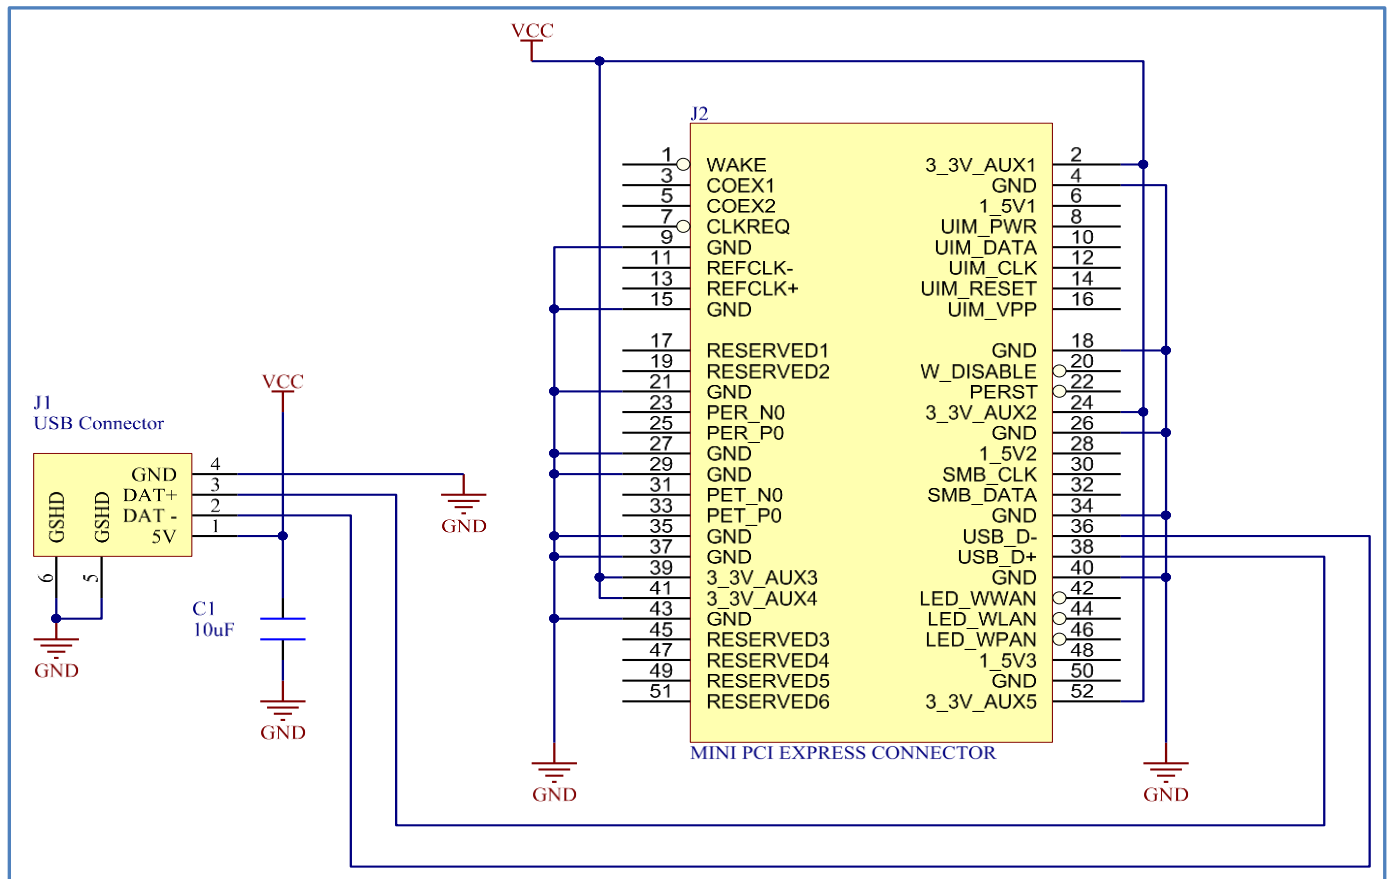 VCC
J2
1 WAKE 3_3V_AUX1 2
3 COEX1 GND 4
5 COEX2 1_5V1 6
7 CLKREQ UIM_PWR 8
9 GND UIM_DATA 10
11 REFCLK- UIM_CLK 12
13 REFCLK+ UIM_RESET 14
15 GND UIM_VPP 16
17 RESERVED1 GND 18
19 RESERVED2 W_DISABLE 20
21 GND PERST 22
23 PER_N0 3_3V_AUX2 24
25 PER_P0 GND 26
27 GND 1_5V2 28
29 GND SMB_CLK 30
31 PET_N0 SMB_DATA 32
33 PET_P0 GND 34
35 GND USB_D- 36
37 GND USB_D+ 38
39 3_3V_AUX3 GND 40
41 3_3V_AUX4 LED_WWAN 42
43 GND LED_WLAN 44
45 RESERVED3 LED_WPAN 46
47 RESERVED4 1_5V3 48
49 RESERVED5 GND 50
51 RESERVED6 3_3V_AUX5 52
MINI PCI EXPRESS CONNECTOR
GND
GND
VCC
J1
USB Connector
GND 4
DAT+ 3
DAT - 2
5V 1
GSHD
GSHD
6
5
GND
GND
C1
10uF
GND